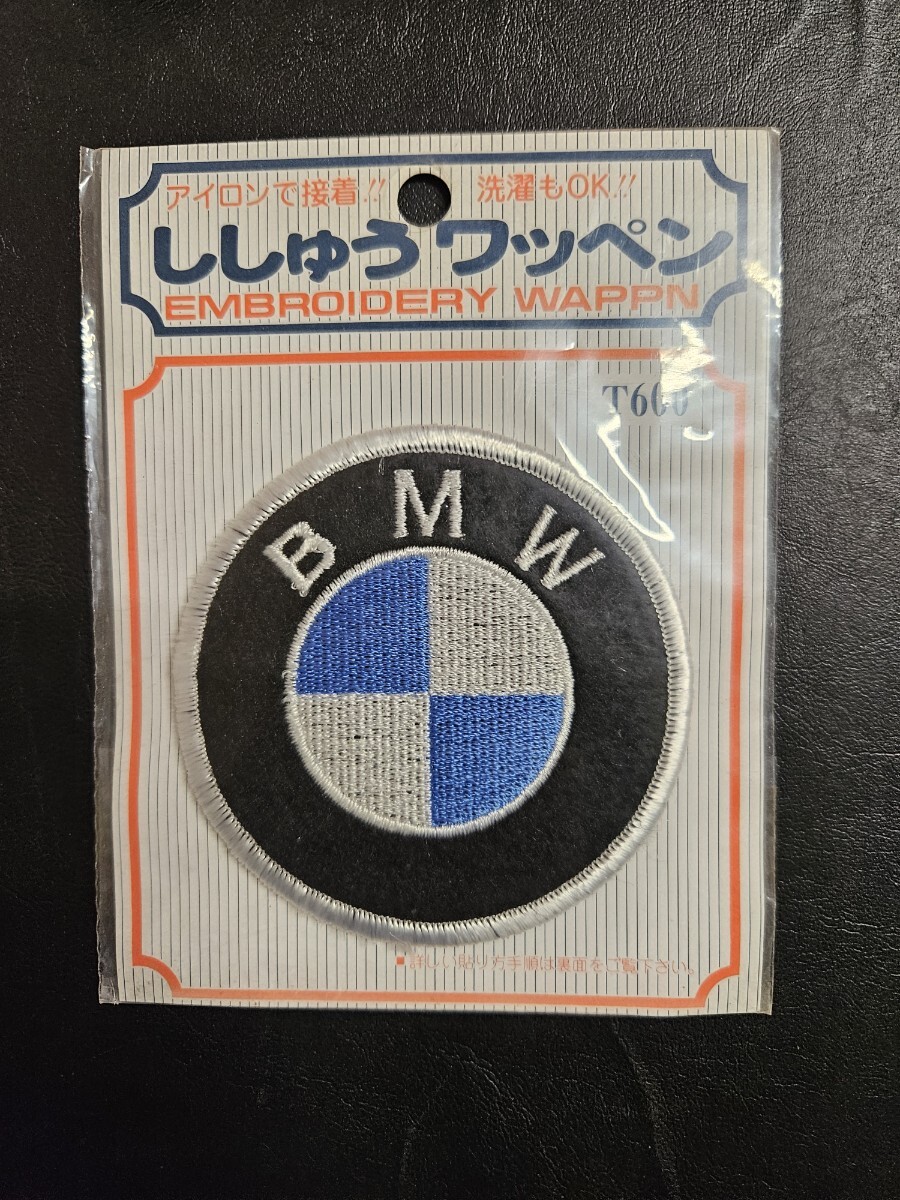 アイロンで接着!! 洗濯もOK!!
ししゅうワッペン
EMBROIDERY WAPPN
T600
B M W
■詳しい貼り方手順は裏面をご覧下さい。